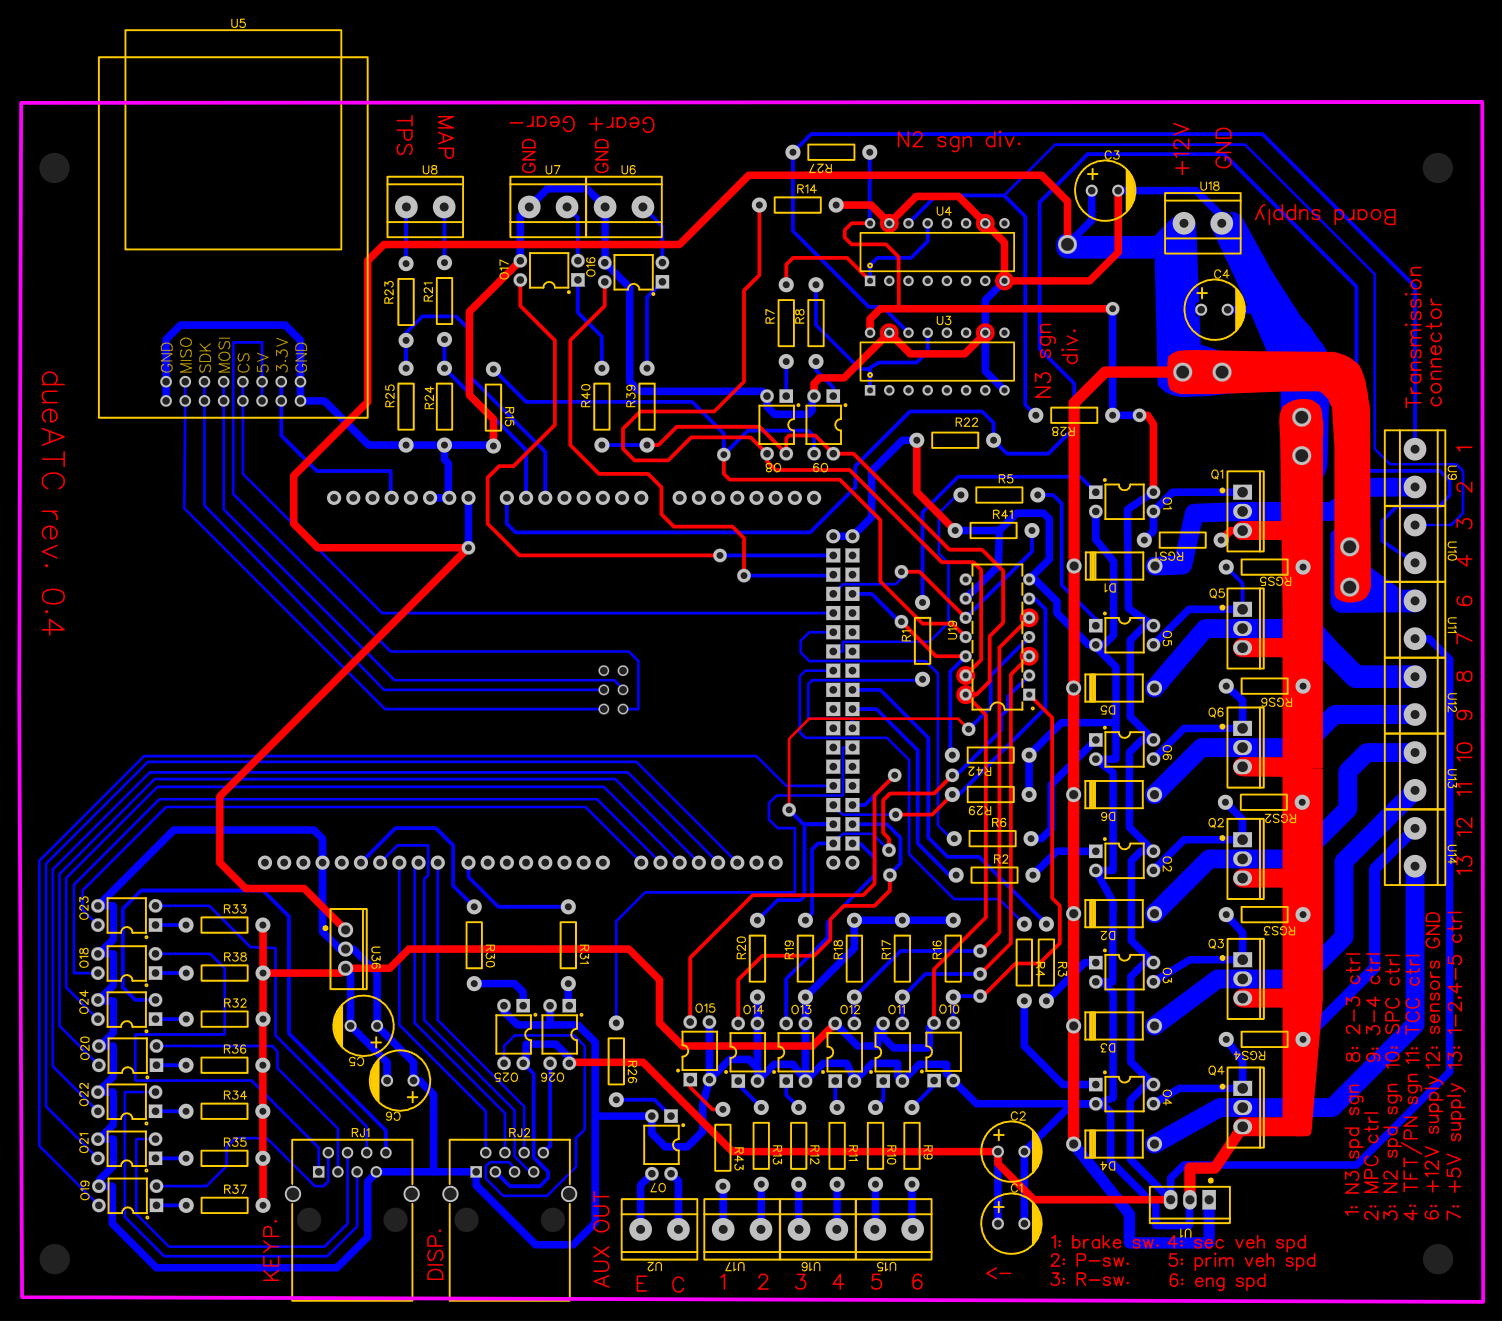 U5
TPS
MAP
Gear-
Gear+
GND
GND
N2 sgn div.
+12V
GND
Board supply
U8
U7
U6
R27
R14
U4
C3
U18
C4
GND
MISO
SDK
MOSI
CS
5V
3.3V
GND
O17
O16
R23
R21
R7
R8
U3
N3 sgn
div.
Transmission
connector
R25
R24
R15
R40
R39
O8
O9
R22
R28
dueATC rev. 0.4
R5
R41
O1
Q1
RGS1
RGS5
D1
U9
U10
1
2
3
4
6
7
8
9
10
11
12
13
R1
U19
O5
Q5
D5
RGS6
U11
U12
R42
R29
O6
Q6
D6
RGS2
U13
R6
R2
O2
Q2
D2
RGS3
U14
O23
R33
O18
R38
O24
R32
O20
R36
O22
R34
O21
R35
O19
R37
U36
C5
C6
R30
R31
O25
O26
R26
R20
R19
R18
R17
R16
R4
R3
O15
O14
O13
O12
O11
O10
O3
Q3
D3
RGS4
O4
Q4
D4
RJ1
RJ2
O7
R43
R13
R12
R11
R10
R9
C2
C1
U1
KEYP.
DISP.
AUX OUT
U2
U17
U16
U15
E
C
1
2
3
4
5
6
<-
1: brake sw. 4: sec veh spd
2: P-sw. 5: prim veh spd
3: R-sw. 6: eng spd
1: N3 spd sgn 8: 2-3 ctrl
2: MPC ctrl 9: 3-4 ctrl
3: N2 spd sgn 10: SPC ctrl
4: TFT/PN sgn 11: TCC ctrl
6: +12V supply 12: sensors GND
7: +5V supply 13: 1-2,4-5 ctrl